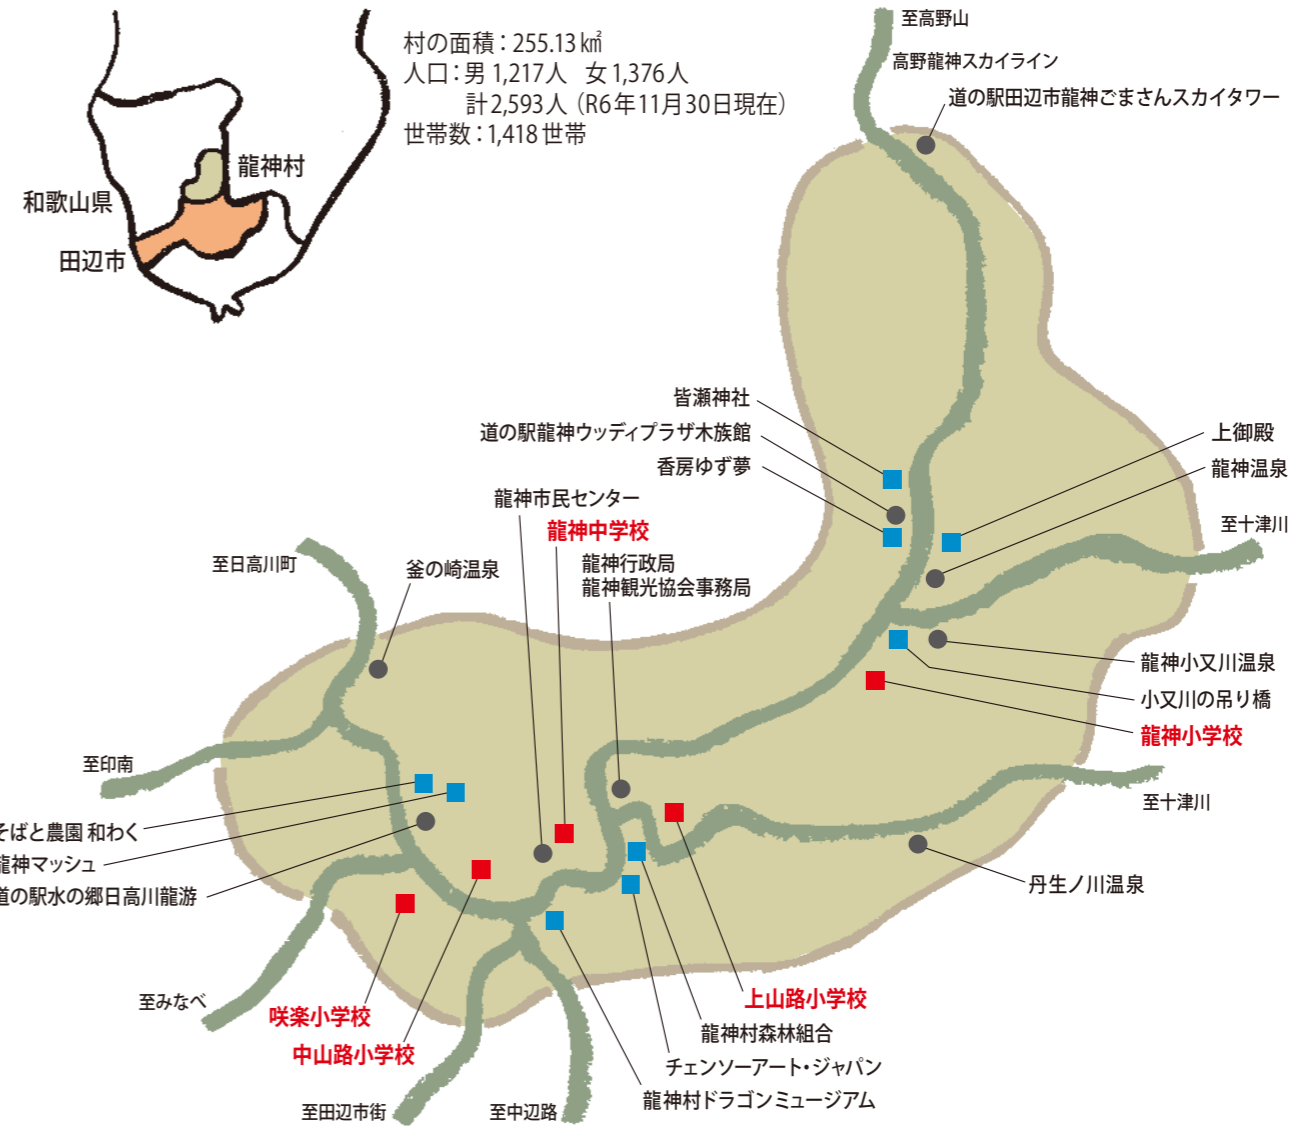 村の面積：255.13㎢
人口：男 1,217人　女 1,376人
計2,593人（R6年11月30日現在）
世帯数：1,418世帯
龍神村
和歌山県
田辺市
至高野山
高野龍神スカイライン
道の駅田辺市龍神ごまさんスカイタワー
皆瀬神社
道の駅龍神ウッディプラザ木族館
香房ゆず夢
上御殿
龍神温泉
至十津川
龍神市民センター
龍神中学校
龍神行政局
龍神観光協会事務局
至日高川町
釜の崎温泉
龍神小又川温泉
小又川の吊り橋
龍神小学校
至印南
至十津川
そばと農園 和わく
龍神マッシュ
道の駅水の郷日高川龍游
丹生ノ川温泉
至みなべ
咲楽小学校
中山路小学校
上山路小学校
龍神村森林組合
チェンソーアート・ジャパン
龍神村ドラゴンミュージアム
至田辺市街
至中辺路